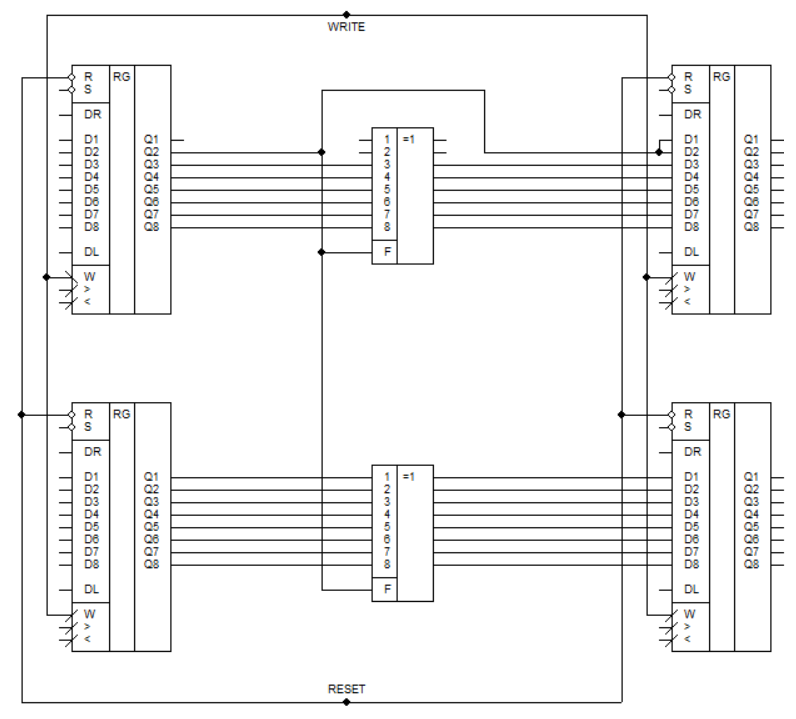 WRITE
R RG R RG
S S
DR DR
D1 Q1 1 =1 D1 Q1
D2 Q2 2 D2 Q2
D3 Q3 3 D3 Q3
D4 Q4 4 D4 Q4
D5 Q5 5 D5 Q5
D6 Q6 6 D6 Q6
D7 Q7 7 D7 Q7
D8 Q8 8 D8 Q8
DL F DL
W W
> >
< <
R RG R RG
S S
DR DR
D1 Q1 1 =1 D1 Q1
D2 Q2 2 D2 Q2
D3 Q3 3 D3 Q3
D4 Q4 4 D4 Q4
D5 Q5 5 D5 Q5
D6 Q6 6 D6 Q6
D7 Q7 7 D7 Q7
D8 Q8 8 D8 Q8
DL F DL
W W
> >
< <
RESET